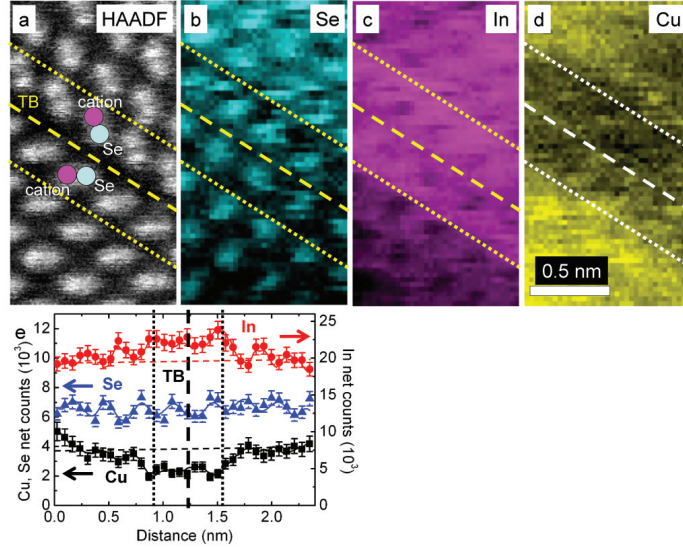 a HAADF
b Se
c In
d Cu
TB
cation
Se
cation
Se
0.5 nm
e
12
10
8
6
4
2
0
25
20
15
10
5
0
In
TB
Se
Cu
Cu, Se net counts (10³)
In net counts (10³)
0.0 0.5 1.0 1.5 2.0
Distance (nm)